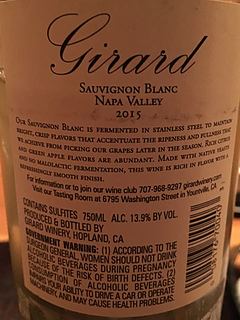 Girard
SAUVIGNON BLANC
NAPA VALLEY
2015
OUR SAUVIGNON BLANC IS FERMENTED IN STAINLESS STEEL TO MAINTAIN
BRIGHT, CRISP FLAVORS THAT ACCENTUATE THE RIPENESS AND FULLNESS THAT
WE ACHIEVE FROM PICKING OUR GRAPES LATER IN THE SEASON. RICH CITRUS
AND GREEN APPLE FLAVORS ARE ABUNDANT. MADE WITH NATIVE YEASTS
AND NO MALOLACTIC FERMENTATION, THIS WINE IS RICH IN FLAVOR WITH A
REFRESHINGLY SMOOTH FINISH.
For information or to join our wine club 707-968-9297 girardwinery.com
Visit our Tasting Room at 6795 Washington Street in Yountville, CA
CONTAINS SULFITES 750ML ALC. 13.9% BY VOL.
PRODUCED & BOTTLED BY
GIRARD WINERY, HOPLAND, CA
GOVERNMENT WARNING: (1) ACCORDING TO THE
SURGEON GENERAL, WOMEN SHOULD NOT DRINK
ALCOHOLIC BEVERAGES DURING PREGNANCY
BECAUSE OF THE RISK OF BIRTH DEFECTS. (2)
CONSUMPTION OF ALCOHOLIC BEVERAGES
IMPAIRS YOUR ABILITY TO DRIVE A CAR OR OPERATE
MACHINERY, AND MAY CAUSE HEALTH PROBLEMS.